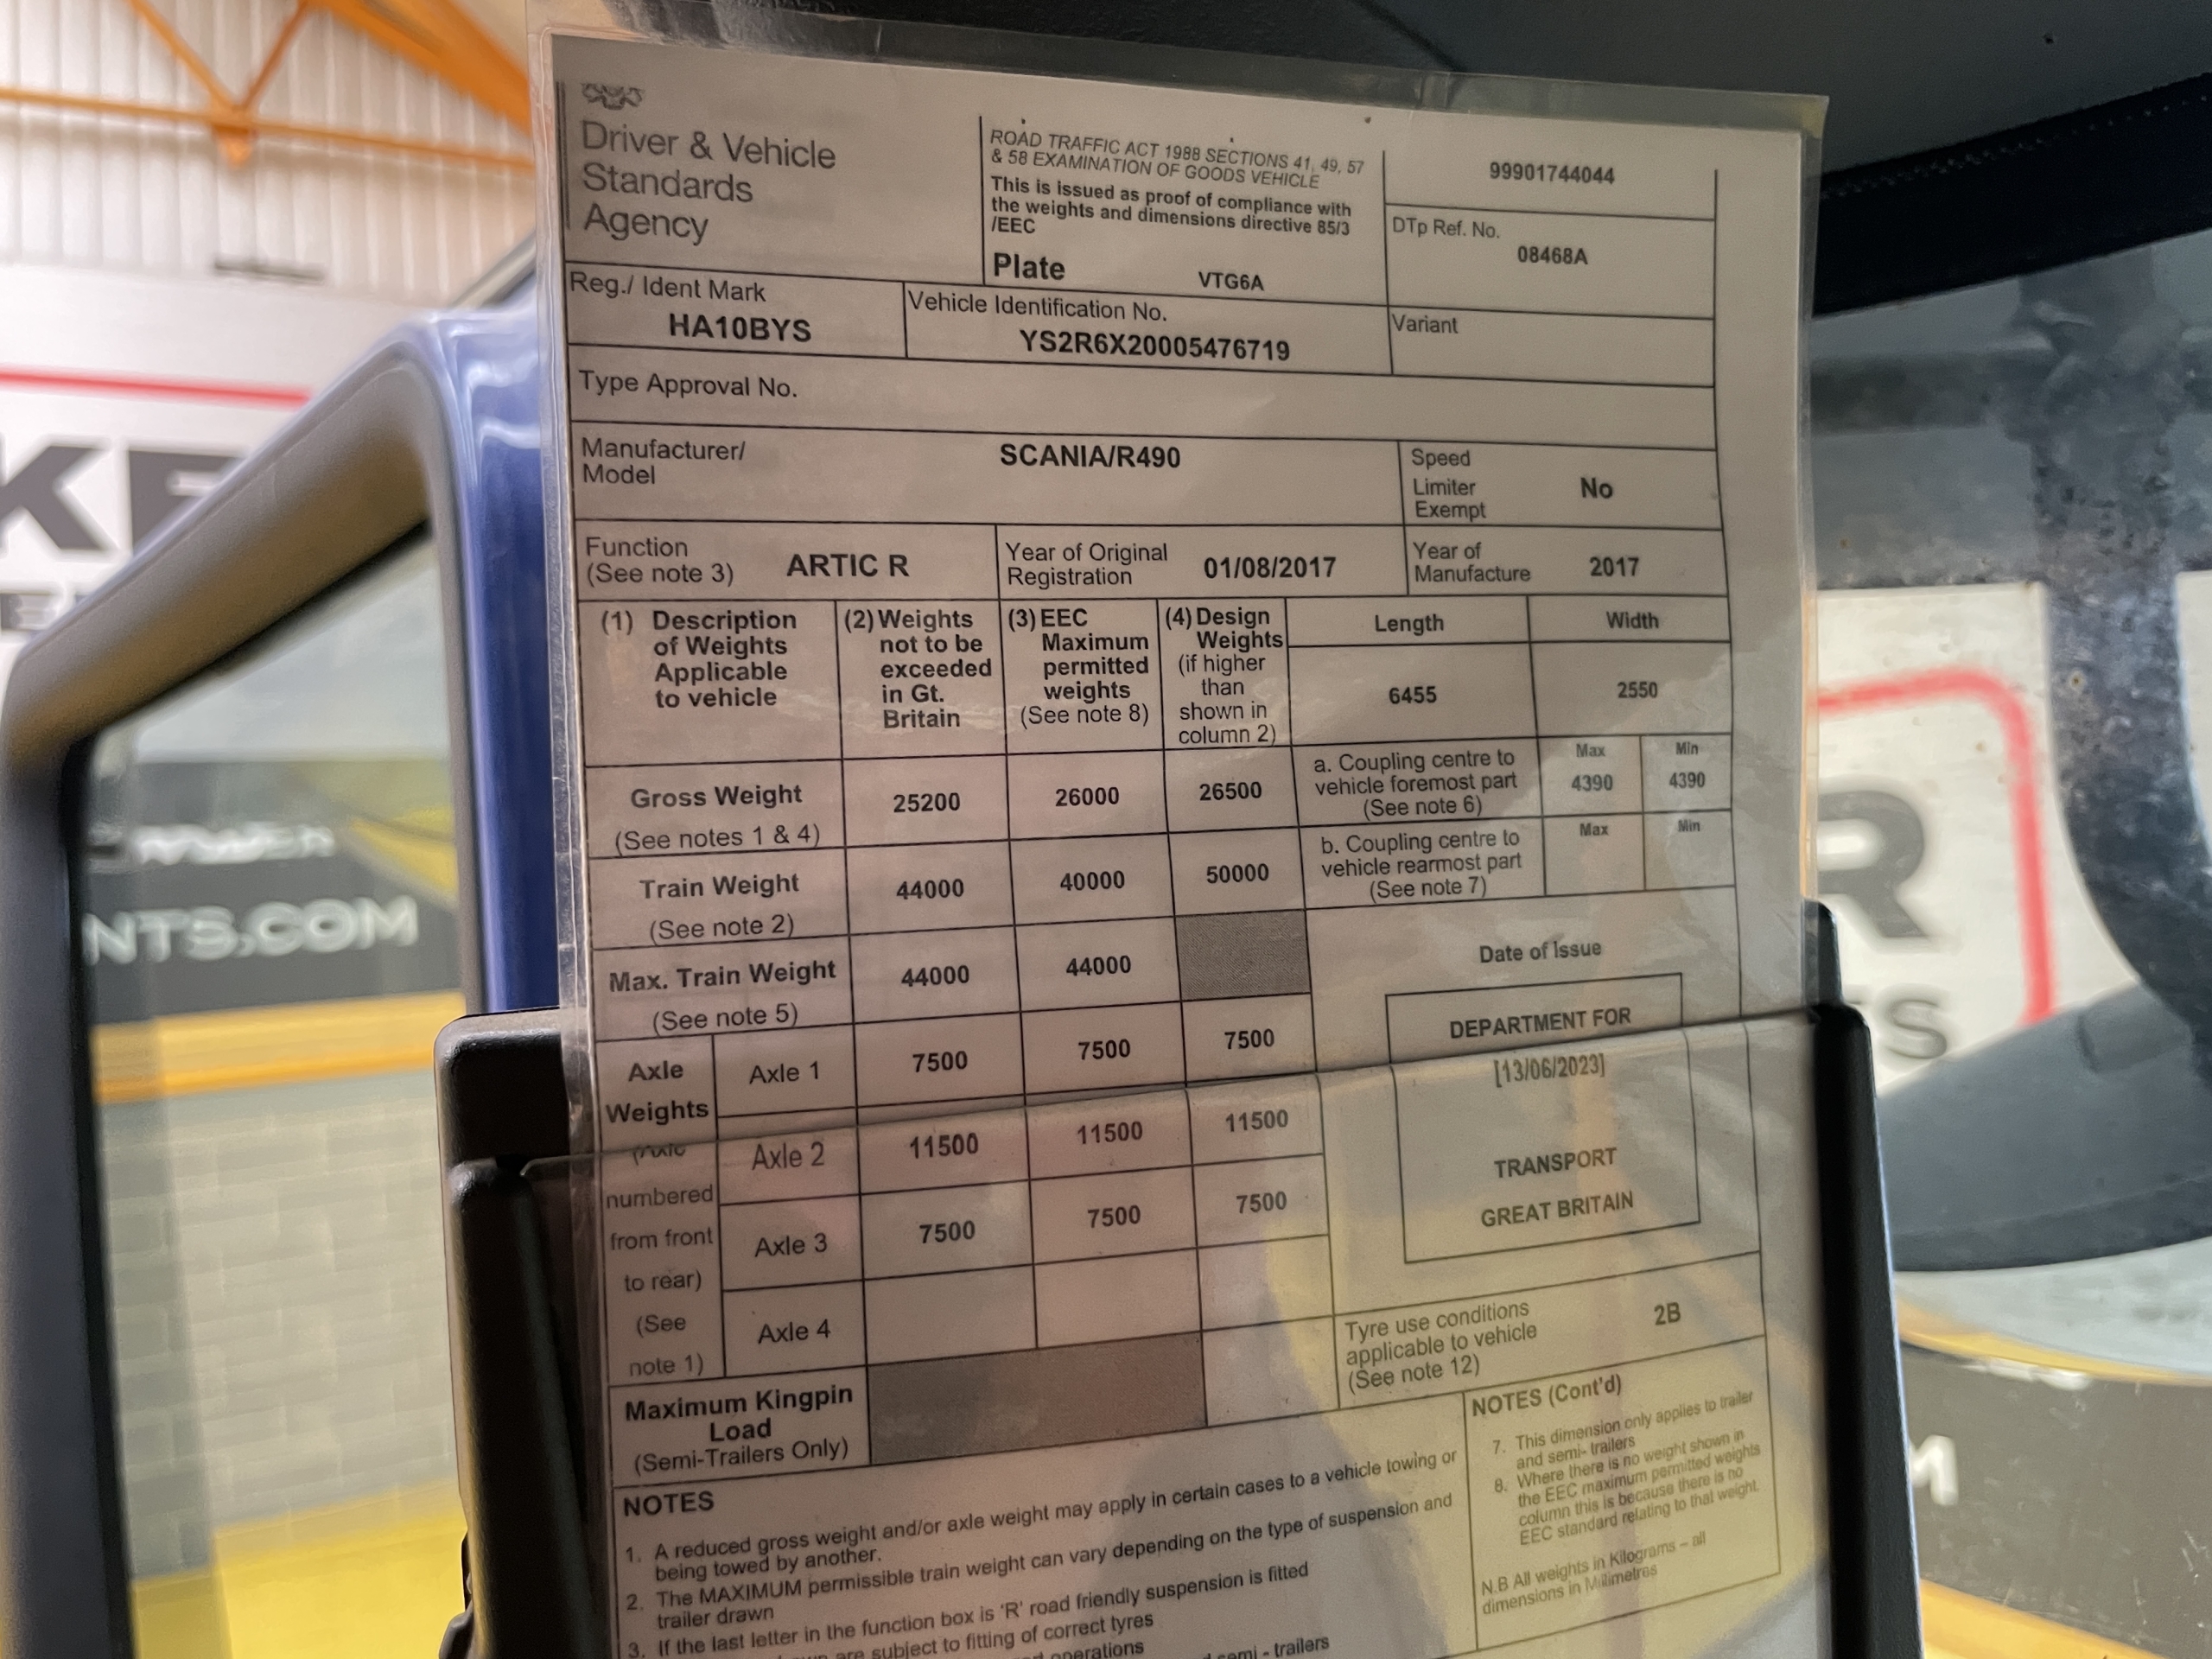 Driver & Vehicle
Standards
Agency
ROAD TRAFFIC ACT 1988 SECTIONS 41, 49, 57
& 58 EXAMINATION OF GOODS VEHICLE
This is issued as proof of compliance with
the weights and dimensions directive 85/3
/EEC
Plate VTG6A
99901744044
DTp Ref. No.
08468A
Reg./ Ident Mark
HA10BYS
Vehicle Identification No.
YS2R6X20005476719
Variant
Type Approval No.
Manufacturer/
Model
SCANIA/R490
Speed
Limiter
Exempt
No
Function
(See note 3)
ARTIC R
Year of Original
Registration
01/08/2017
Year of
Manufacture
2017
(1) Description
of Weights
Applicable
to vehicle
(2) Weights
not to be
exceeded
in Gt.
Britain
(3) EEC
Maximum
permitted
weights
(See note 8)
(4) Design
Weights
(if higher
than
shown in
column 2)
Length
6455
Width
2550
Gross Weight
(See notes 1 & 4)
25200 26000 26500
a. Coupling centre to
vehicle foremost part
(See note 6)
Max
4390
Min
4390
Train Weight
(See note 2)
44000 40000 50000
b. Coupling centre to
vehicle rearmost part
(See note 7)
Max
Min
Max. Train Weight
(See note 5)
44000 44000
Date of Issue
DEPARTMENT FOR
[13/06/2023]
TRANSPORT
GREAT BRITAIN
Axle
Weights
(Axle
numbered
from front
to rear)
(See
note 1)
Axle 1 7500 7500 7500
Axle 2 11500 11500 11500
Axle 3 7500 7500 7500
Axle 4
Tyre use conditions
applicable to vehicle
(See note 12)
2B
Maximum Kingpin
Load
(Semi-Trailers Only)
NOTES
1. A reduced gross weight and/or axle weight may apply in certain cases to a vehicle towing or
being towed by another.
2. The MAXIMUM permissible train weight can vary depending on the type of suspension and
trailer drawn
3. If the last letter in the function box is 'R' road friendly suspension is fitted
are subject to fitting of correct tyres
operations
semi - trailers
NOTES (Cont'd)
7. This dimension only applies to trailer
and semi- trailers
8. Where there is no weight shown in
the EEC maximum permitted weights
column this is because there is no
EEC standard relating to that weight.
N.B All weights in Kilograms – all
dimensions in Millimetres
NTS.COM